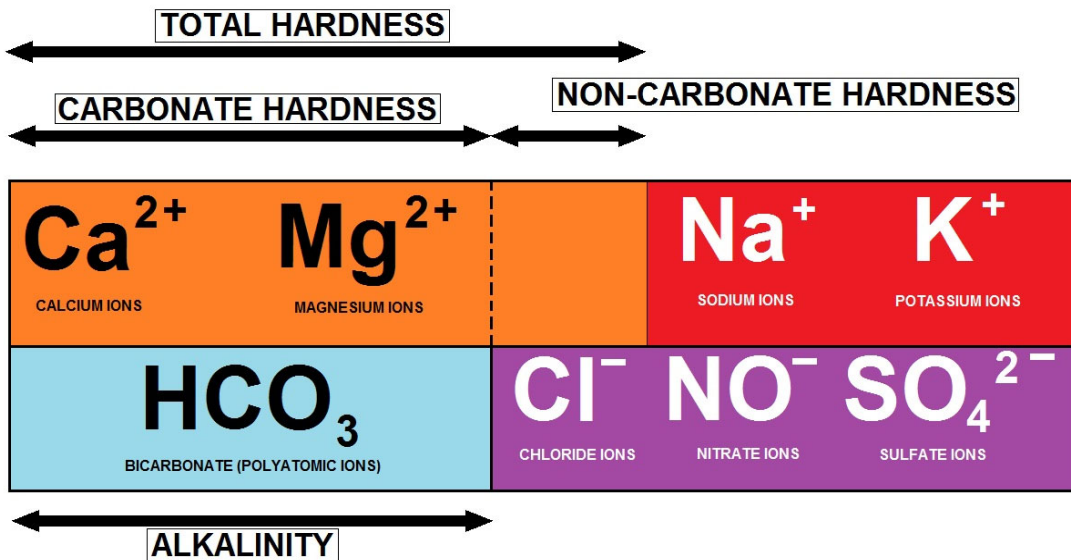 TOTAL HARDNESS
CARBONATE HARDNESS
NON-CARBONATE HARDNESS
Ca²⁺ Mg²⁺ Na⁺ K⁺
CALCIUM IONS MAGNESIUM IONS SODIUM IONS POTASSIUM IONS
HCO₃ Cl⁻ NO⁻ SO₄²⁻
BICARBONATE (POLYATOMIC IONS) CHLORIDE IONS NITRATE IONS SULFATE IONS
ALKALINITY